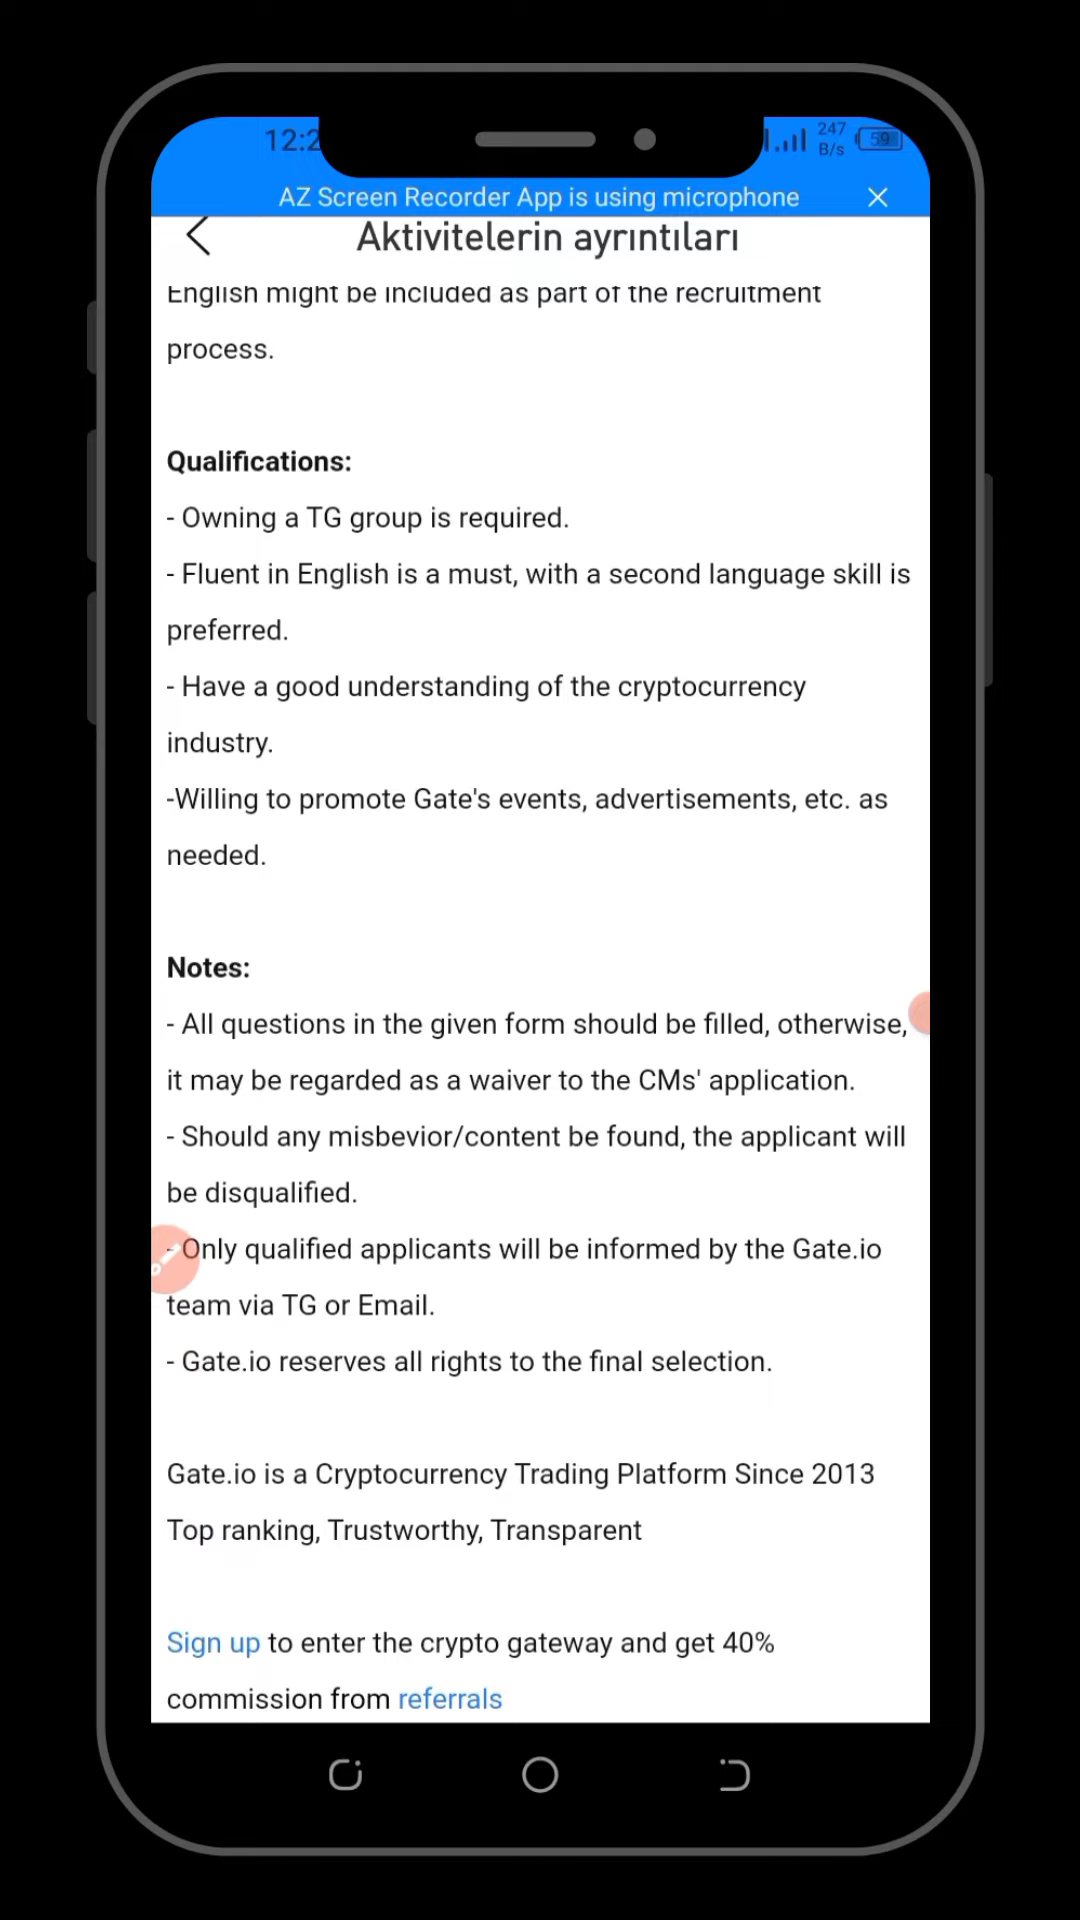 12:2
247
B/s
59
AZ Screen Recorder App is using microphone
Aktivitelerin ayrıntıları
English might be included as part of the recruitment
process.
Qualifications:
- Owning a TG group is required.
- Fluent in English is a must, with a second language skill is
preferred.
- Have a good understanding of the cryptocurrency
industry.
-Willing to promote Gate's events, advertisements, etc. as
needed.
Notes:
- All questions in the given form should be filled, otherwise,
it may be regarded as a waiver to the CMs' application.
- Should any misbevior/content be found, the applicant will
be disqualified.
- Only qualified applicants will be informed by the Gate.io
team via TG or Email.
- Gate.io reserves all rights to the final selection.
Gate.io is a Cryptocurrency Trading Platform Since 2013
Top ranking, Trustworthy, Transparent
Sign up to enter the crypto gateway and get 40%
commission from referrals